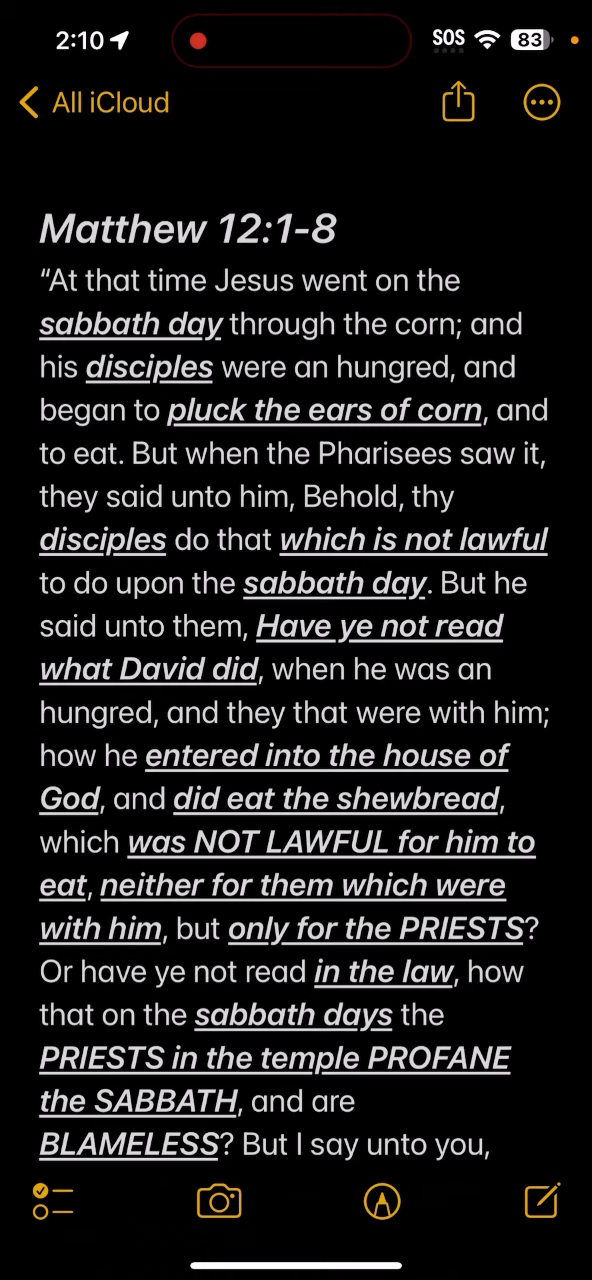 2:10
SOS
83
All iCloud
Matthew 12:1-8
“At that time Jesus went on the
sabbath day through the corn; and
his disciples were an hungred, and
began to pluck the ears of corn, and
to eat. But when the Pharisees saw it,
they said unto him, Behold, thy
disciples do that which is not lawful
to do upon the sabbath day. But he
said unto them, Have ye not read
what David did, when he was an
hungred, and they that were with him;
how he entered into the house of
God, and did eat the shewbread,
which was NOT LAWFUL for him to
eat, neither for them which were
with him, but only for the PRIESTS?
Or have ye not read in the law, how
that on the sabbath days the
PRIESTS in the temple PROFANE
the SABBATH, and are
BLAMELESS? But I say unto you,